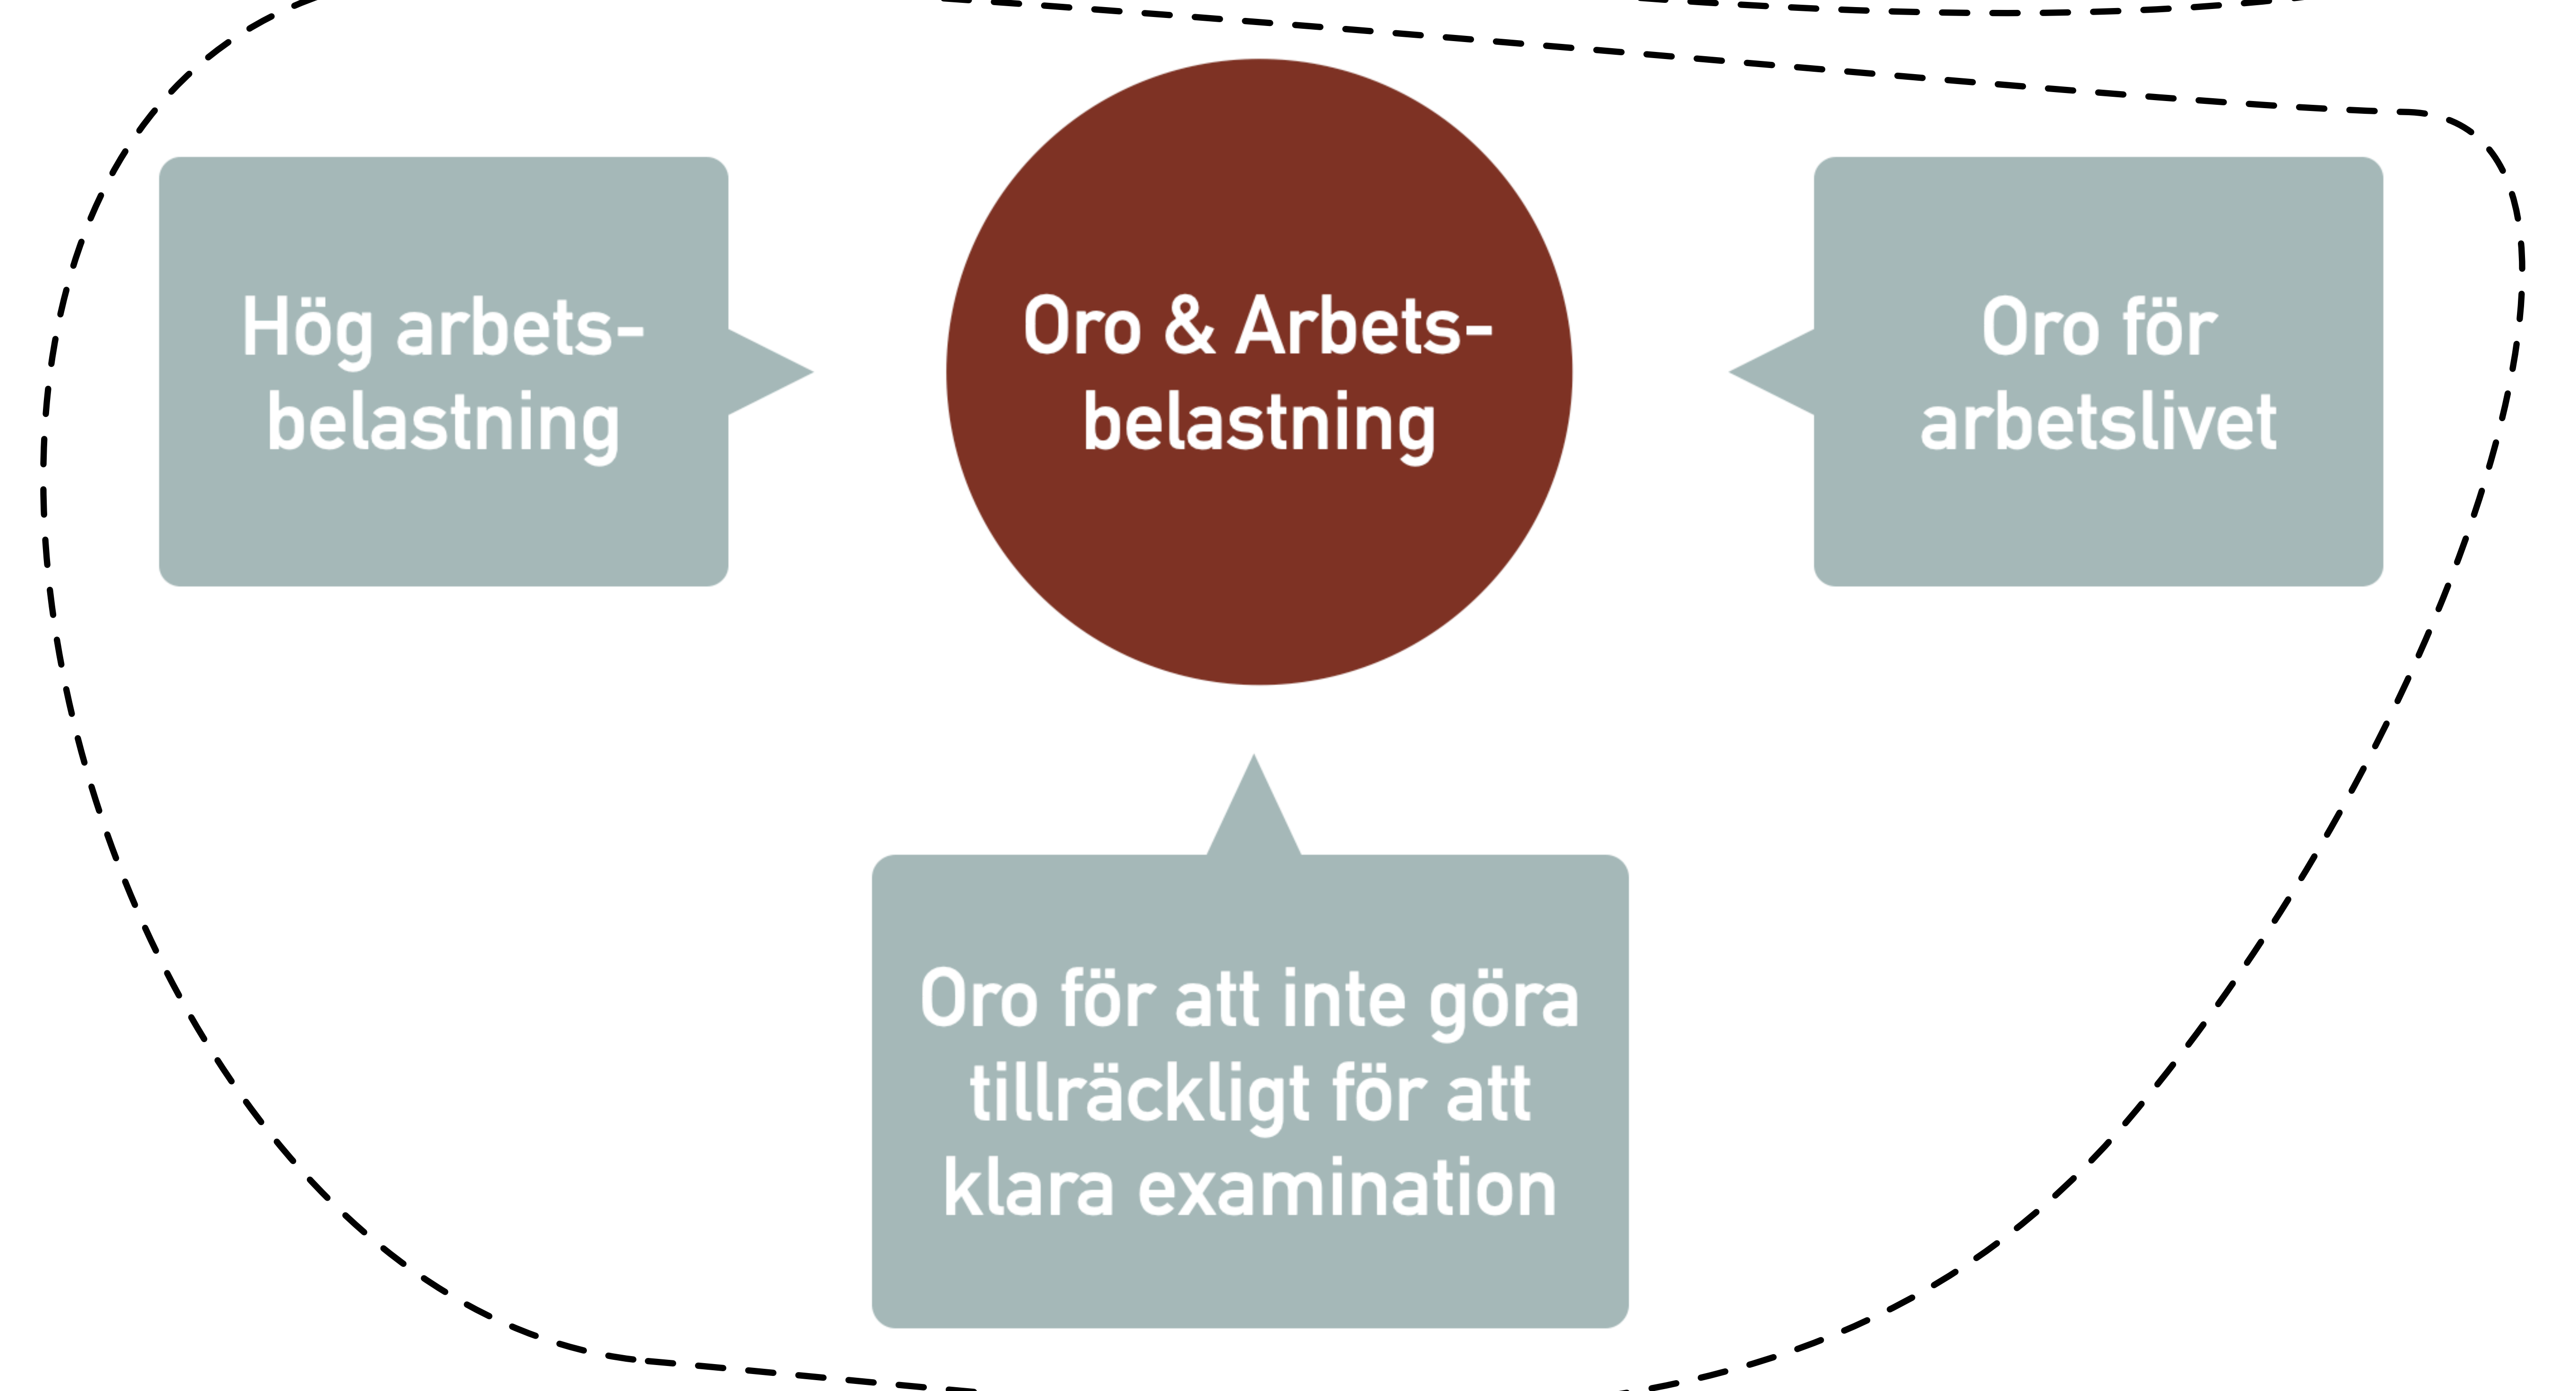 Hög arbets-
belastning
Oro & Arbets-
belastning
Oro för
arbetslivet
Oro för att inte göra
tillräckligt för att
klara examination